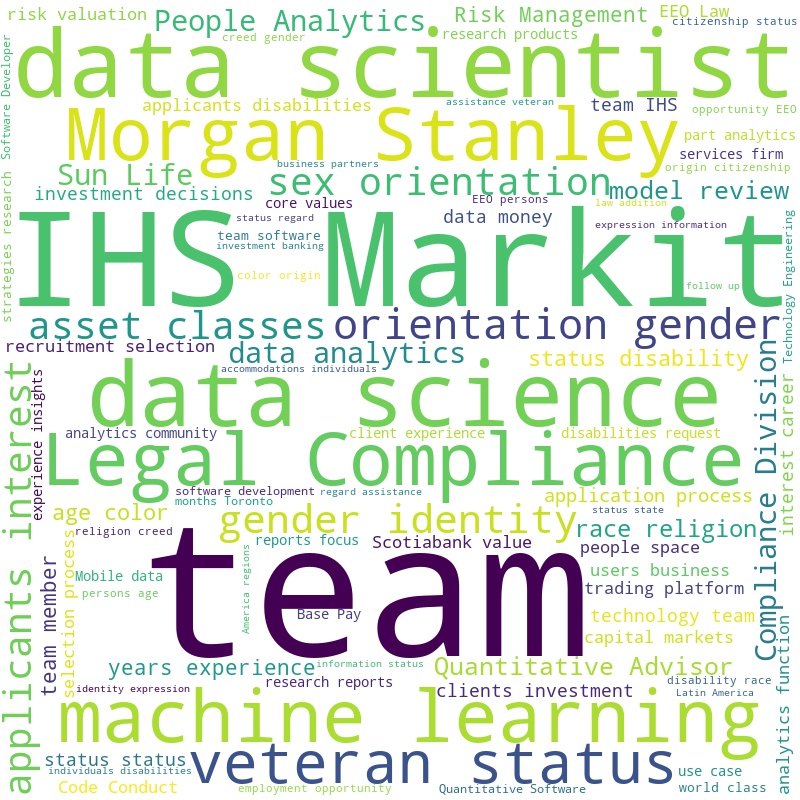 risk valuation
People Analytics
Risk Management
EEO Law
citizenship status
creed gender
research products
data scientist
Software Developer
applicants disabilities
assistance veteran
team IHS
opportunity EEO
Morgan Stanley
part analytics
services firm
business partners
origin citizenship
Sun Life
sex orientation
model review
investment decisions
core values
EEO persons
law addition
status regard
data money
expression information
team software
investment banking
IHS Markit
color origin
follow up
strategies research
Technology Engineering
asset classes
orientation gender
recruitment selection
data analytics
status disability
accommodations individuals
data science
experience insights
analytics community
client experience
disabilities request
Legal Compliance
interest career
Compliance Division
applicants interest
software development
regard assistance
months Toronto
application process
age color
gender identity
status state
race religion
religion creed
reports focus
Scotiabank value
people space
team
Mobile data
users business
persons age
America regions
trading platform
Base Pay
technology team
capital markets
team member
selection process
years experience
information status
Quantitative Advisor
identity expression
research reports
clients investment
disability race
Latin America
analytics function
machine learning
status status
veteran status
individuals disabilities
use case
Code Conduct
employment opportunity
Quantitative Software
world class